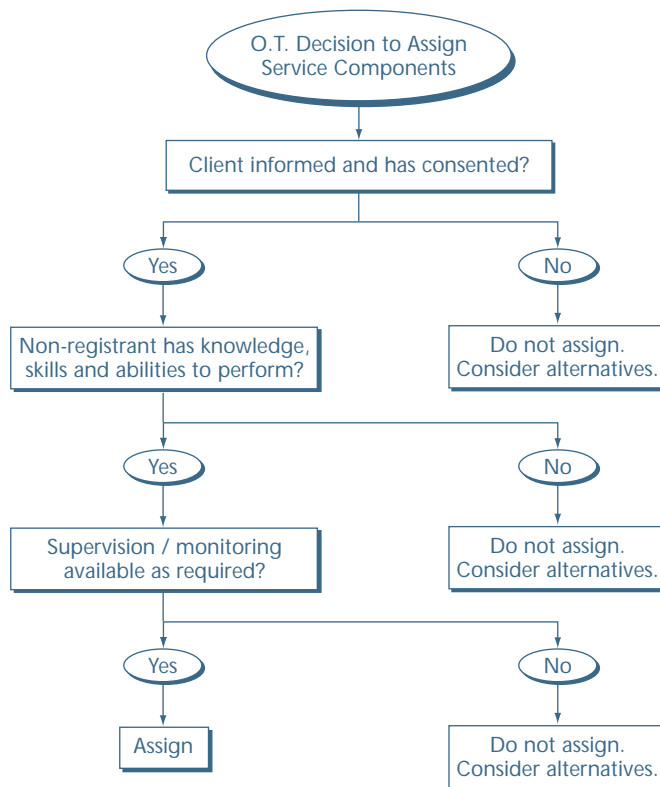 O.T. Decision to Assign
Service Components
Client informed and has consented?
Yes
No
Non-registrant has knowledge,
skills and abilities to perform?
Do not assign.
Consider alternatives.
Yes
No
Supervision / monitoring
available as required?
Do not assign.
Consider alternatives.
Yes
No
Assign
Do not assign.
Consider alternatives.